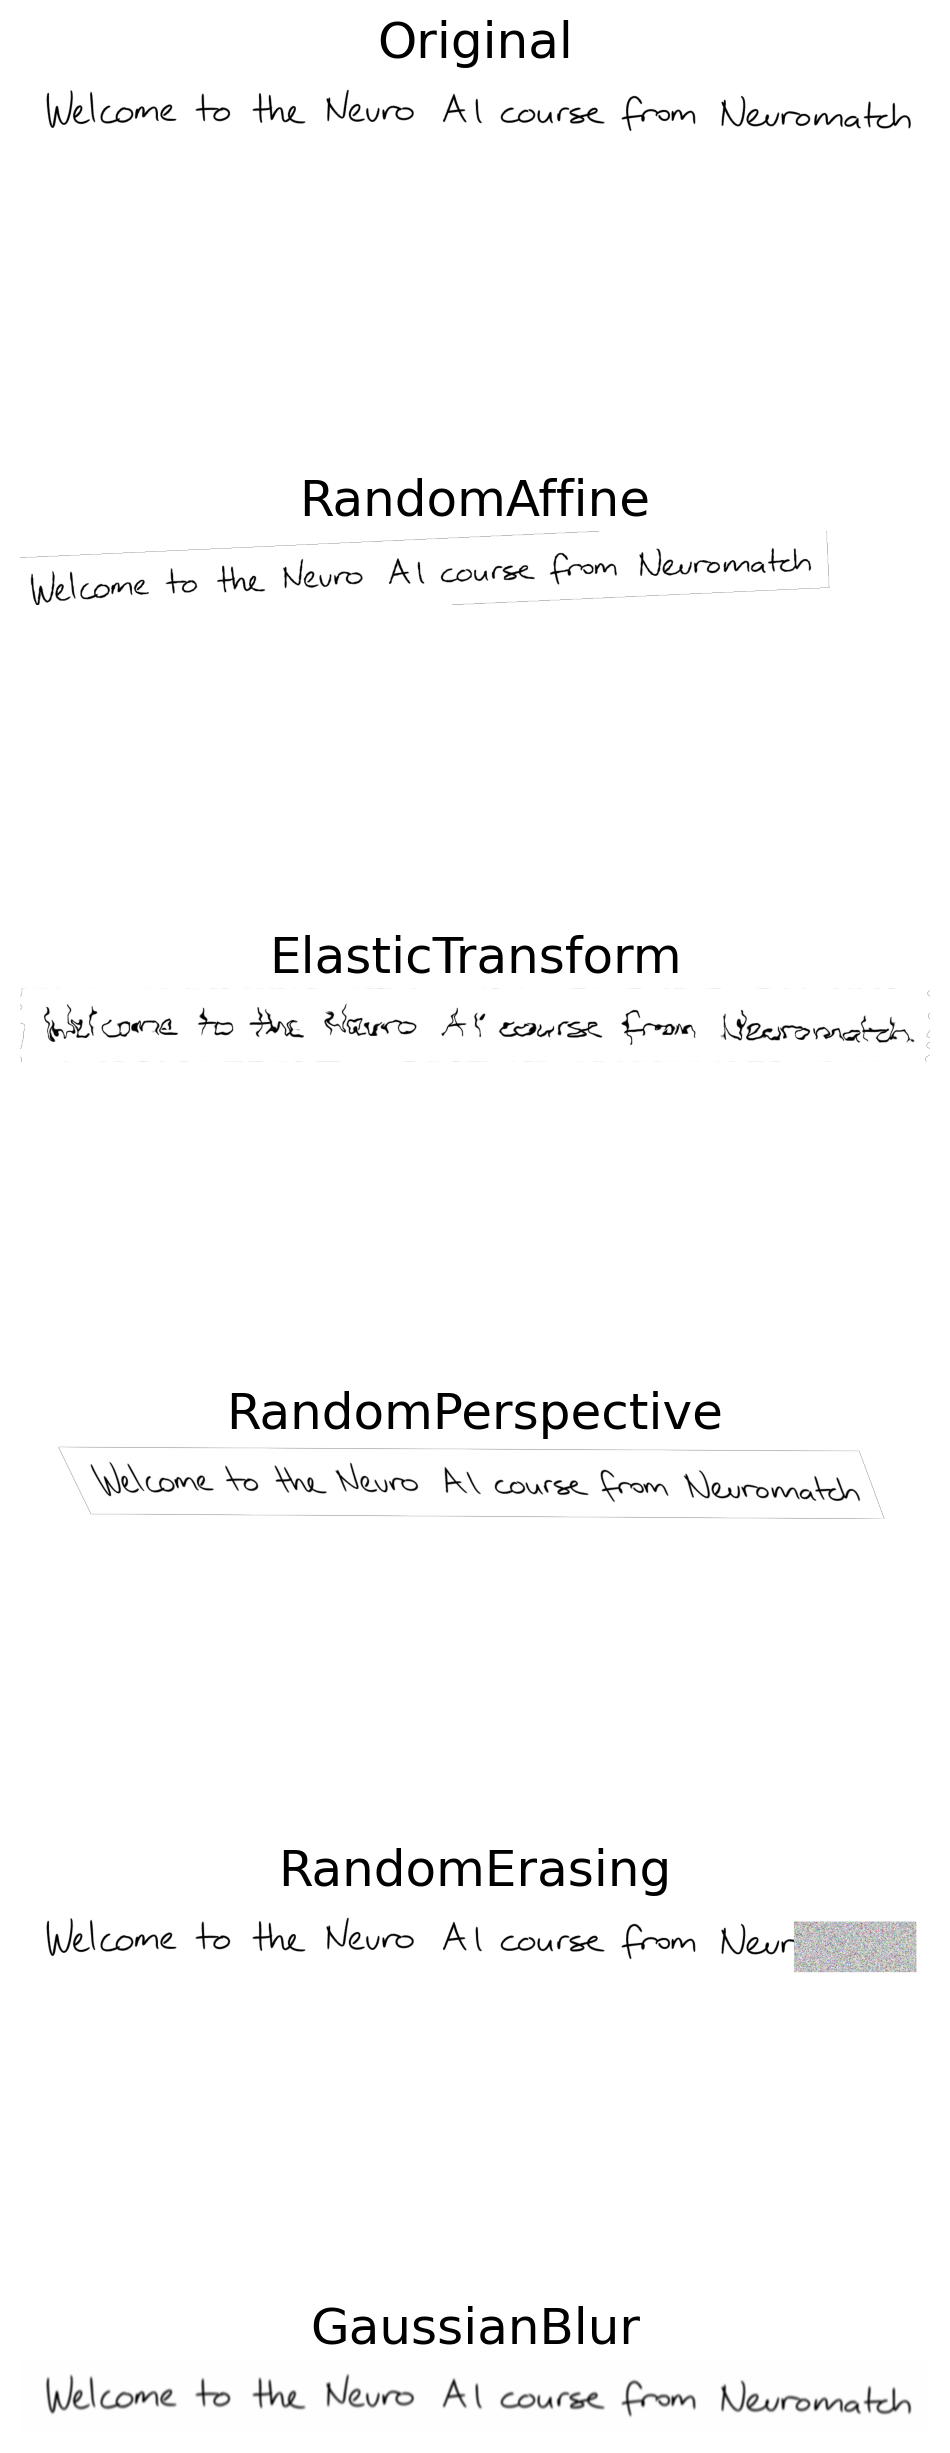 Original
Welcome to the Neuro AI course from Neuromatch
RandomAffine
Welcome to the Neuro AI course from Neuromatch
ElasticTransform
Welcome to the Neuro AI course from Neuromatch
RandomPerspective
Welcome to the Neuro AI course from Neuromatch
RandomErasing
Welcome to the Neuro AI course from Neur
GaussianBlur
Welcome to the Neuro AI course from Neuromatch